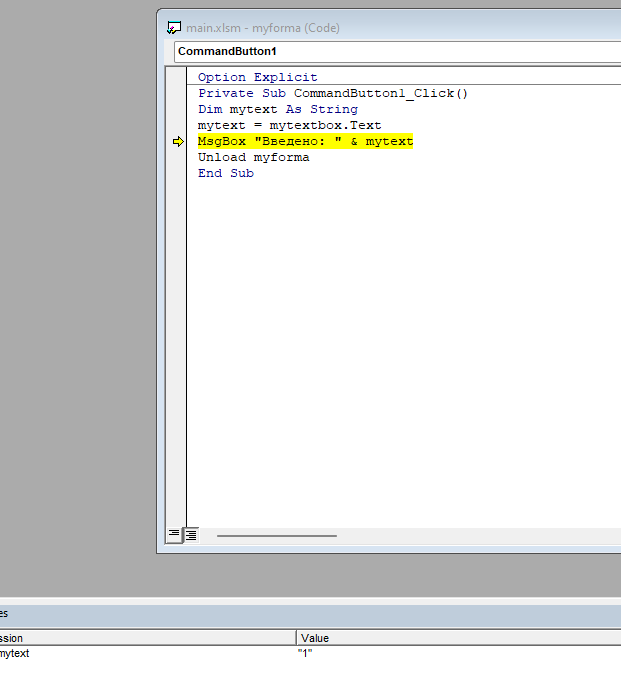 main.xlsm - myforma (Code)
CommandButton1
Option Explicit
Private Sub CommandButton1_Click()
Dim mytext As String
mytext = mytextbox.Text
MsgBox "Введено: " & mytext
Unload myforma
End Sub
es
ssion Value
mytext "1"